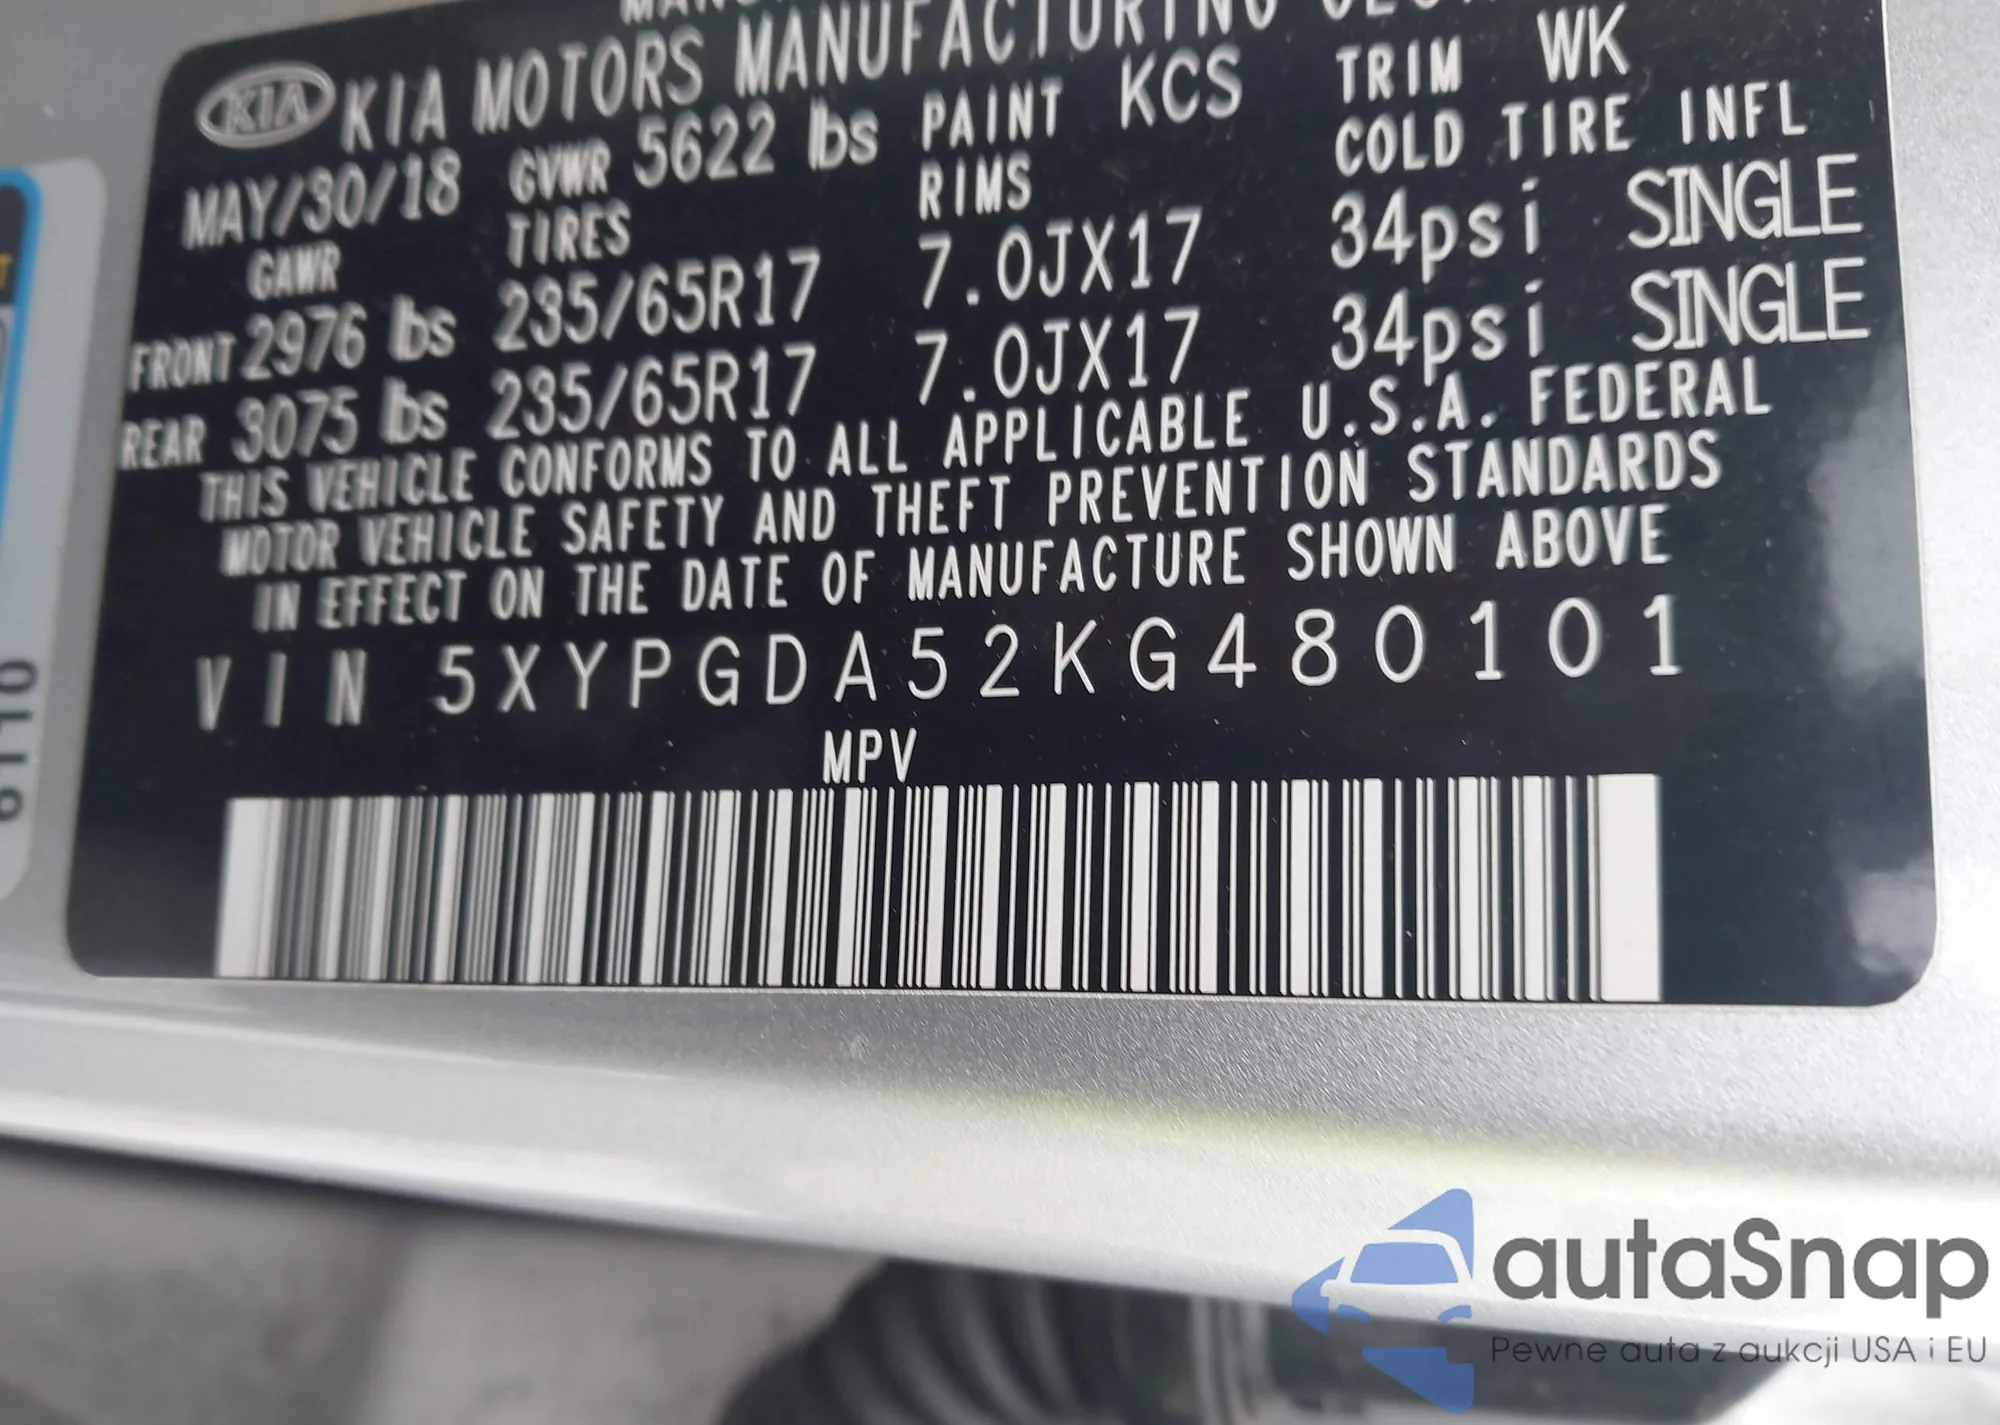 KIA KIA MOTORS MANUFACTURING
MAY/30/18 GVWR 5622 lbs PAINT KCS TRIM WK
GAWR TIRES RIMS COLD TIRE INFL
FRONT 2976 lbs 235/65R17 7.0JX17 34psi SINGLE
REAR 3075 lbs 235/65R17 7.0JX17 34psi SINGLE
THIS VEHICLE CONFORMS TO ALL APPLICABLE U.S.A. FEDERAL
MOTOR VEHICLE SAFETY AND THEFT PREVENTION STANDARDS
IN EFFECT ON THE DATE OF MANUFACTURE SHOWN ABOVE
VIN 5XYPGDA52KG480101
MPV
autaSnap
Pewne auta z aukcji USA i EU